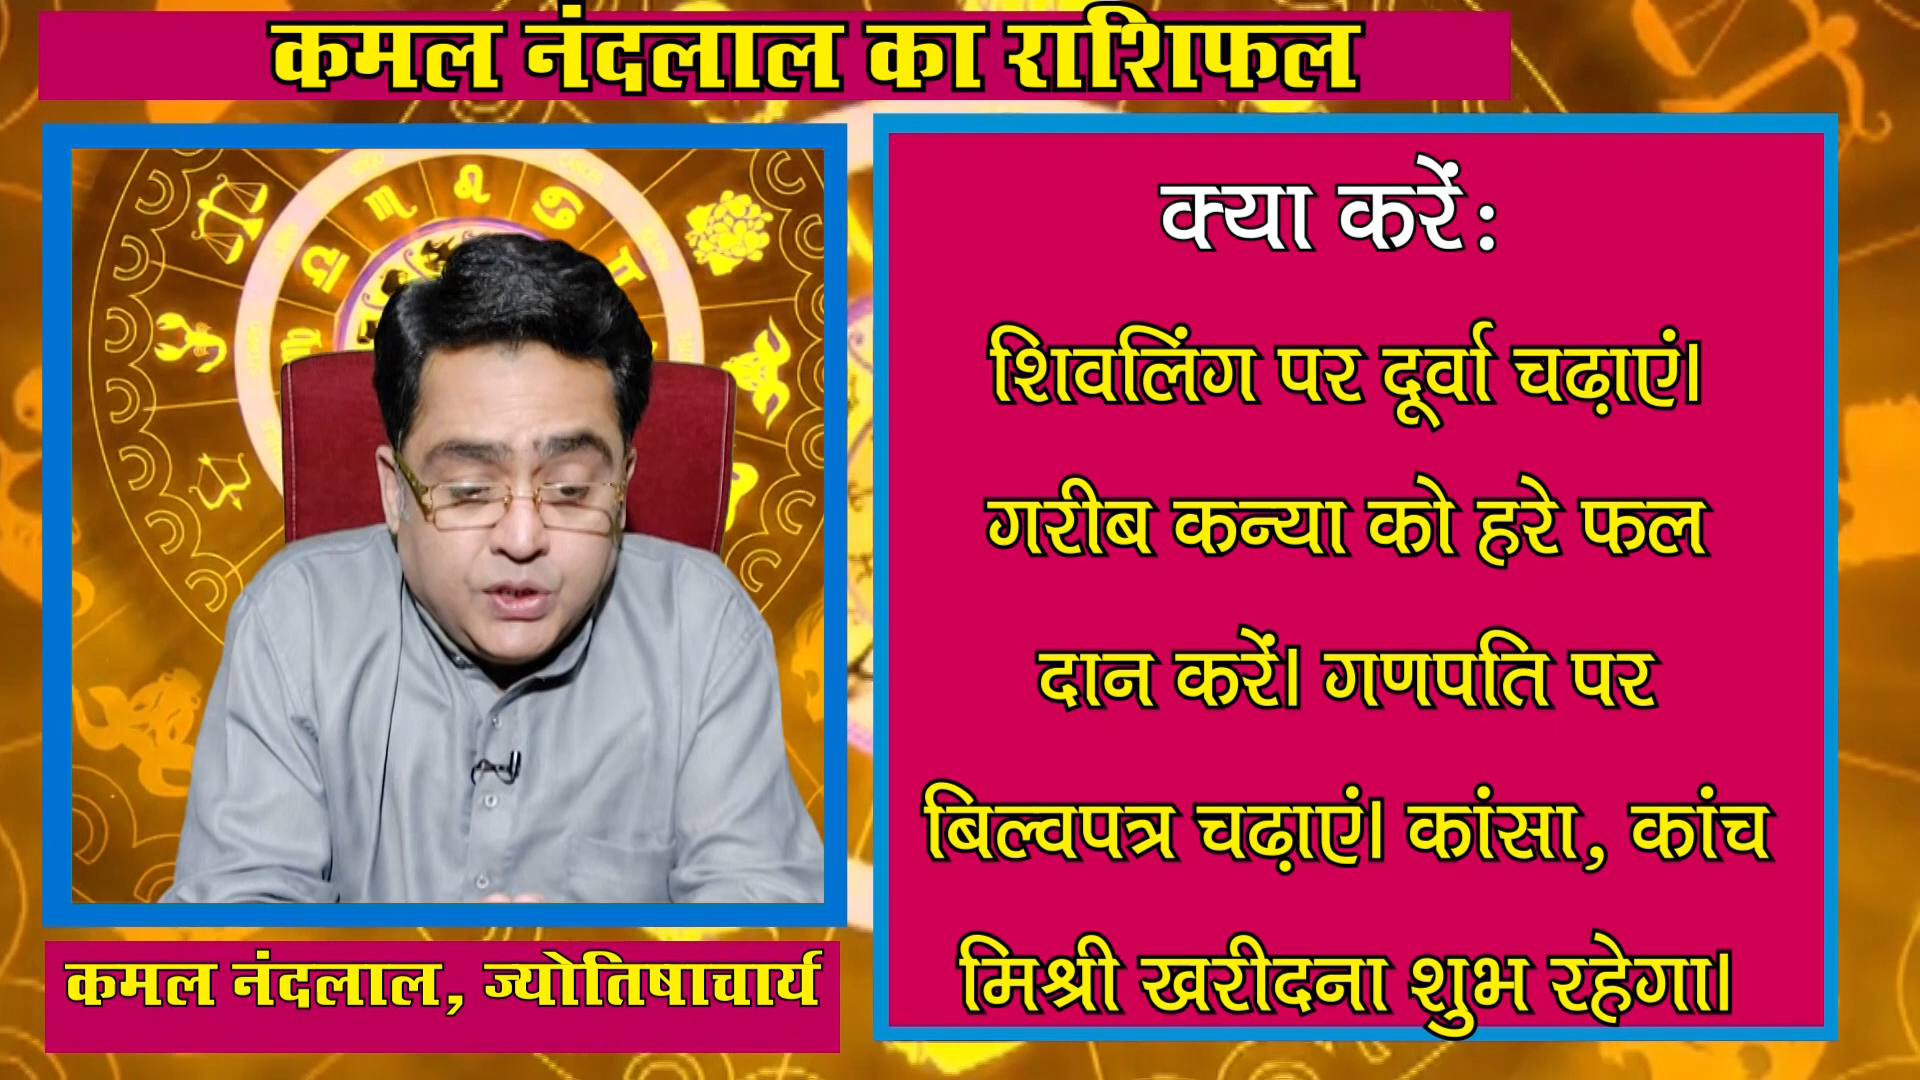 कमल नंदलाल का राशिफल
क्या करें:
शिवलिंग पर दूर्वा चढ़ाएं।
गरीब कन्या को हरे फल
दान करें। गणपति पर
बिल्वपत्र चढ़ाएं। कांसा, कांच
मिश्री खरीदना शुभ रहेगा।
कमल नंदलाल, ज्योतिषाचार्य